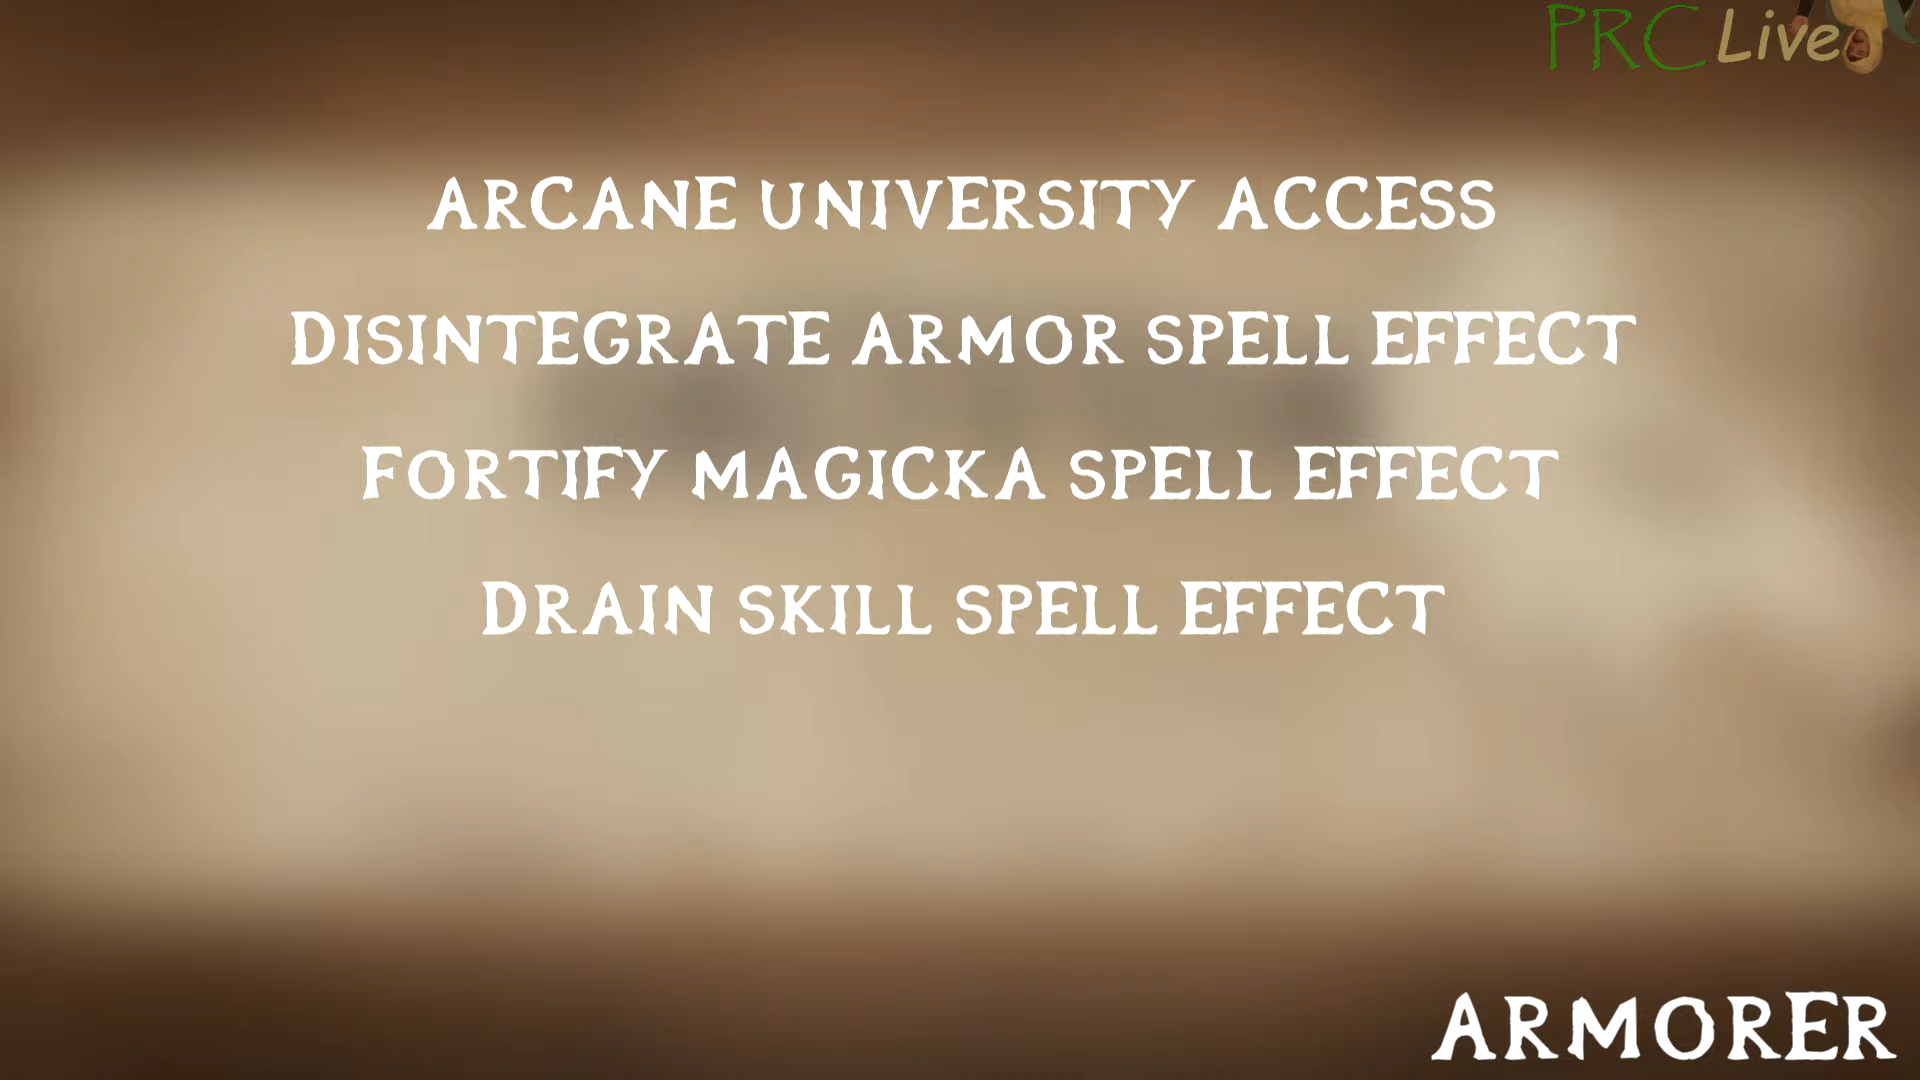 PRC Live
ARCANE UNIVERSITY ACCESS
DISINTEGRATE ARMOR SPELL EFFECT
FORTIFY MAGICKA SPELL EFFECT
DRAIN SKILL SPELL EFFECT
ARMORER